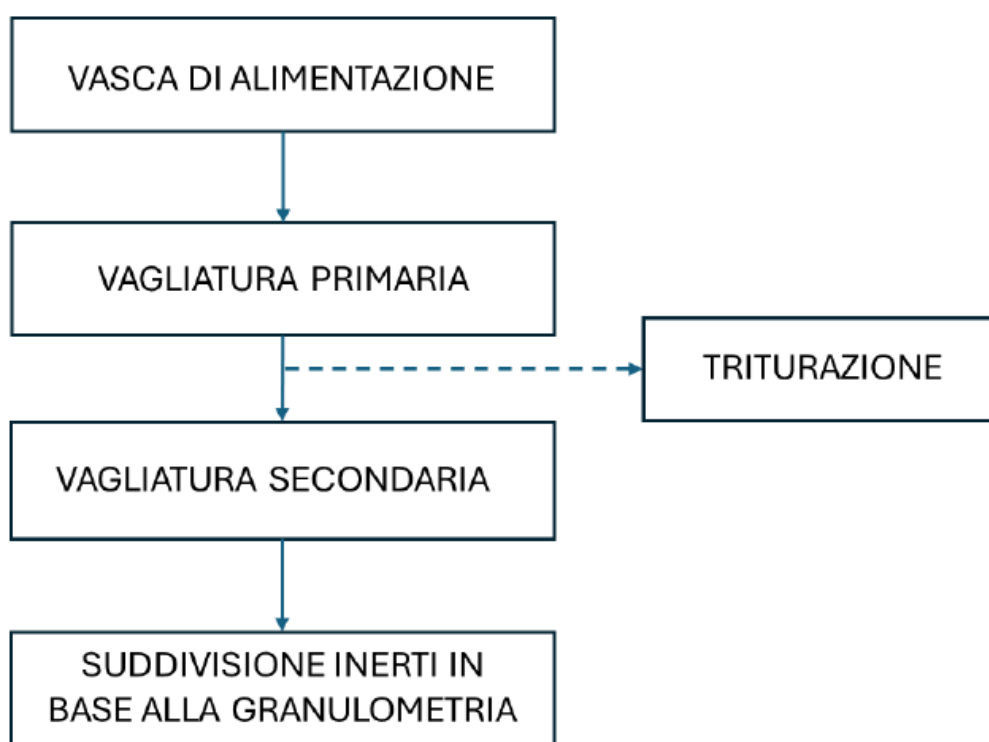 VASCA DI ALIMENTAZIONE
VAGLIATURA PRIMARIA
TRITURAZIONE
VAGLIATURA SECONDARIA
SUDDIVISIONE INERTI IN
BASE ALLA GRANULOMETRIA